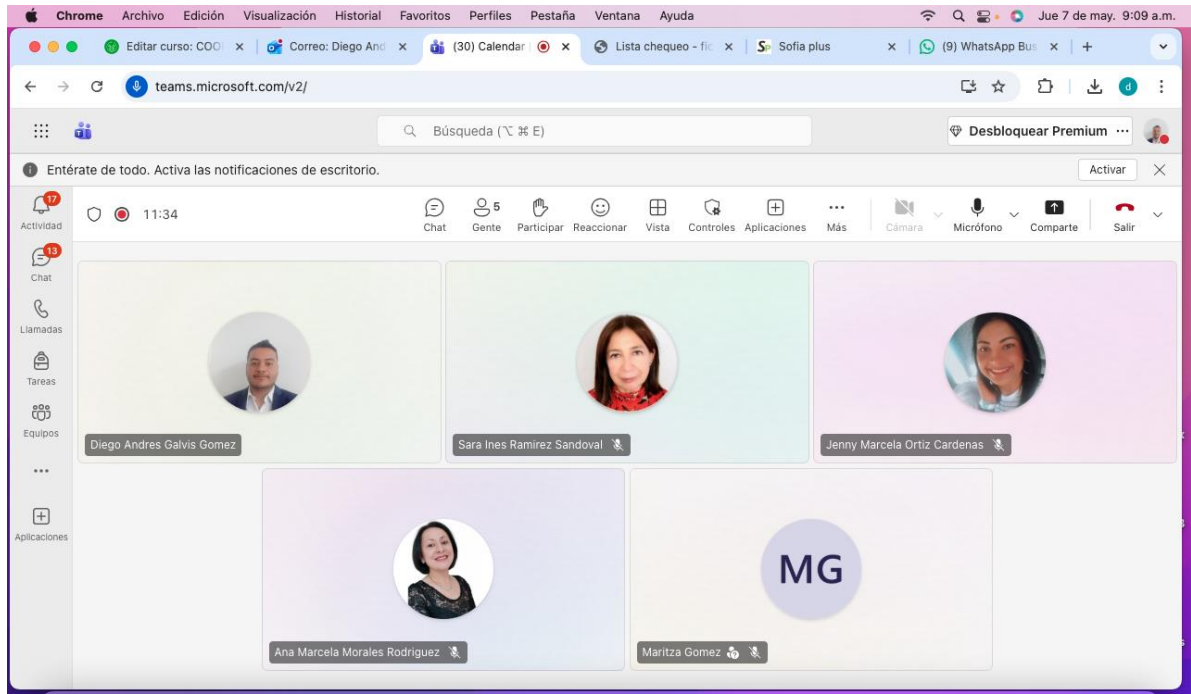 Chrome Archivo Edición Visualización Historial Favoritos Perfiles Pestaña Ventana Ayuda Jue 7 de may. 9:09 a.m.
Editar curso: COO Correo: Diego And (30) Calendar Lista chequeo - fic Sofia plus (9) WhatsApp Bus
teams.microsoft.com/v2/ d
Búsqueda (⌥ ⌘ E) Desbloquear Premium ...
Entérate de todo. Activa las notificaciones de escritorio. Activar
17
Actividad
11:34
Chat
5
Gente
Participar
Reaccionar
Vista
Controles
Aplicaciones
Más
Cámara
Micrófono
Comparte
Salir
13
Chat
Llamadas
Tareas
Equipos
Aplicaciones
Diego Andres Galvis Gomez
Sara Ines Ramirez Sandoval
Jenny Marcela Ortiz Cardenas
MG
Ana Marcela Morales Rodriguez
Maritza Gomez